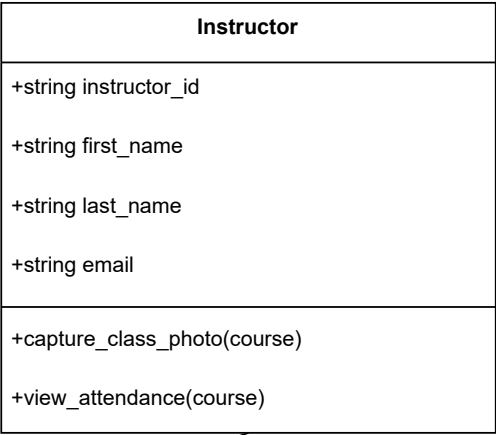 Instructor
+string instructor_id
+string first_name
+string last_name
+string email
+capture_class_photo(course)
+view_attendance(course)